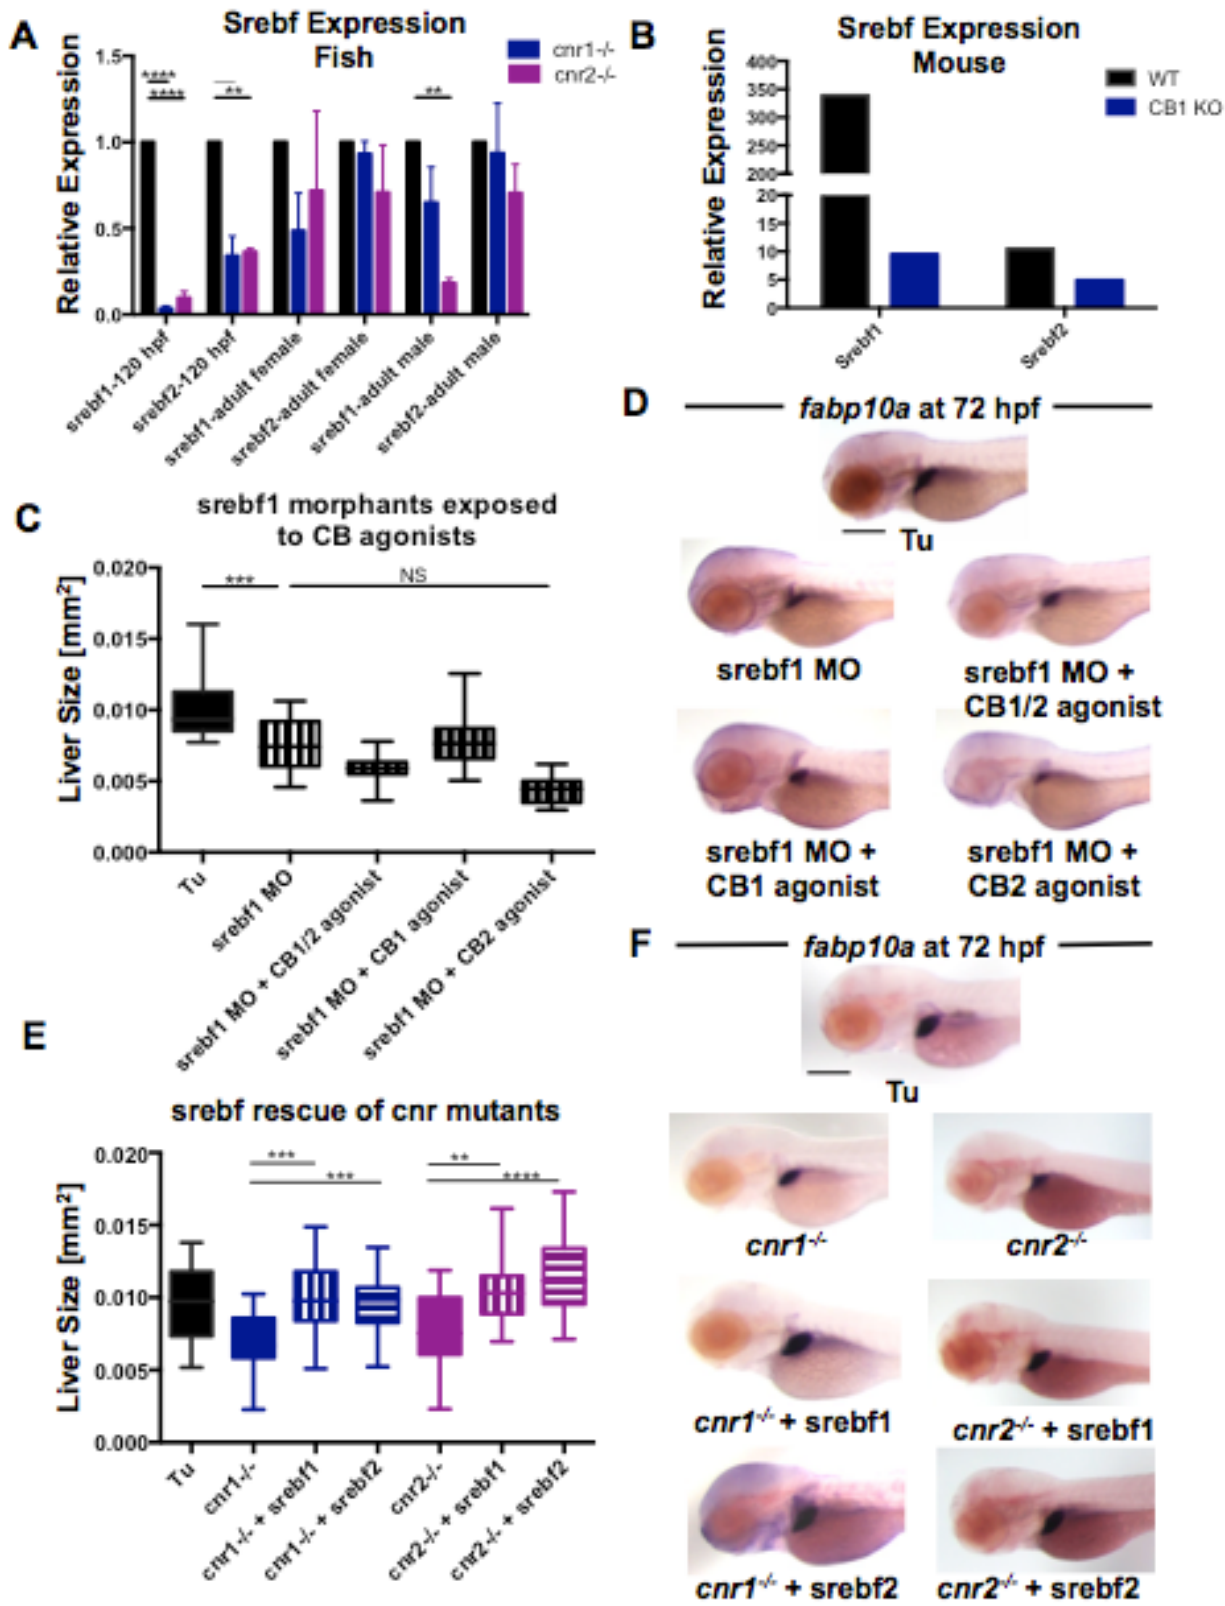 A
Srebf Expression
Fish
cnr1-/-
cnr2-/-
Relative Expression
1.5
1.0
0.5
0.0
****
****
**
**
srebf1-120 hpf
srebf2-120 hpf
srebf1-adult female
srebf2-adult female
srebf1-adult male
srebf2-adult male
B
Srebf Expression
Mouse
WT
CB1 KO
Relative Expression
400
350
300
250
200
20
15
10
5
0
Srebf1
Srebf2
C
srebf1 morphants exposed
to CB agonists
Liver Size [mm²]
0.020
0.015
0.010
0.005
0.000
***
NS
Tu
srebf1 MO
srebf1 MO + CB1/2 agonist
srebf1 MO + CB1 agonist
srebf1 MO + CB2 agonist
D
fabp10a at 72 hpf
Tu
srebf1 MO
srebf1 MO +
CB1/2 agonist
srebf1 MO +
CB1 agonist
srebf1 MO +
CB2 agonist
E
srebf rescue of cnr mutants
Liver Size [mm²]
0.020
0.015
0.010
0.005
0.000
***
***
**
****
Tu
cnr1-/-
cnr1-/- + srebf1
cnr1-/- + srebf2
cnr2-/-
cnr2-/- + srebf1
cnr2-/- + srebf2
F
fabp10a at 72 hpf
Tu
cnr1-/-
cnr2-/-
cnr1-/- + srebf1
cnr2-/- + srebf1
cnr1-/- + srebf2
cnr2-/- + srebf2